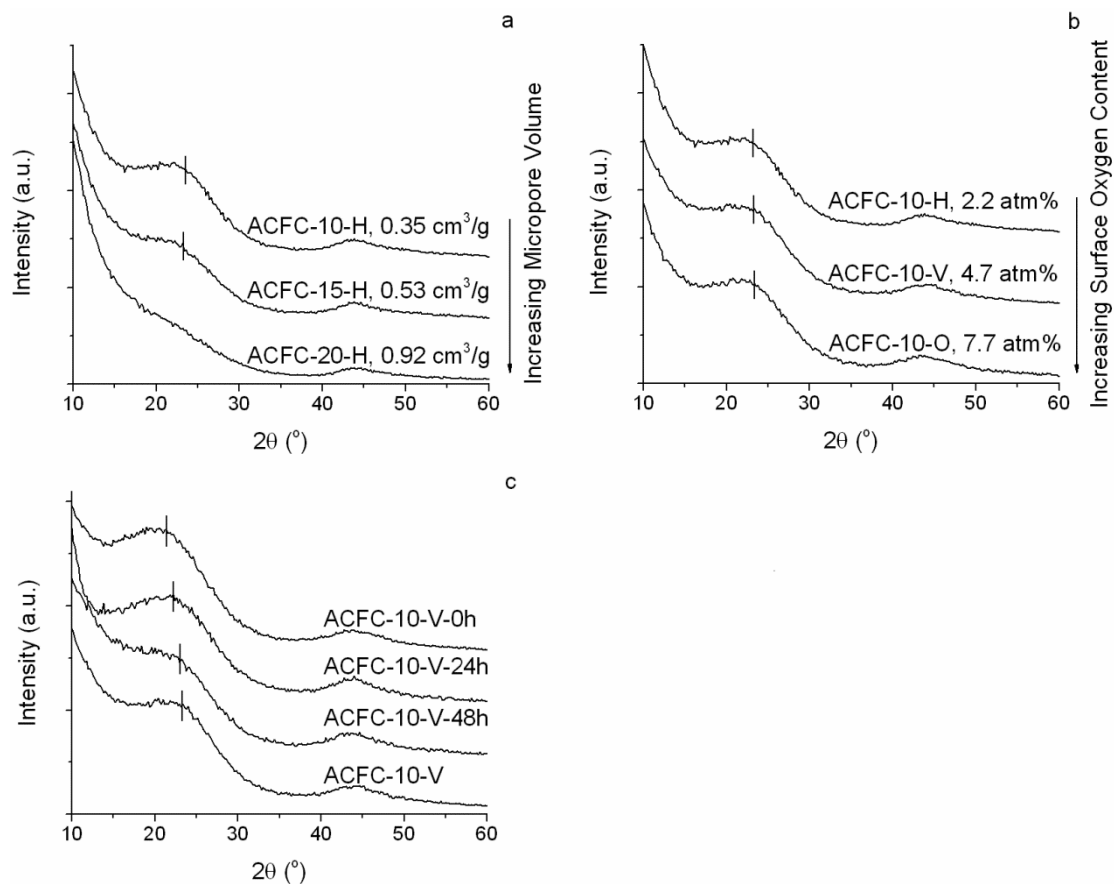 a
Intensity (a.u.)
ACFC-10-H, 0.35 cm³/g
ACFC-15-H, 0.53 cm³/g
ACFC-20-H, 0.92 cm³/g
Increasing Micropore Volume
10 20 30 40 50 60
2θ (°)
b
Intensity (a.u.)
ACFC-10-H, 2.2 atm%
ACFC-10-V, 4.7 atm%
ACFC-10-O, 7.7 atm%
Increasing Surface Oxygen Content
10 20 30 40 50 60
2θ (°)
c
Intensity (a.u.)
ACFC-10-V-0h
ACFC-10-V-24h
ACFC-10-V-48h
ACFC-10-V
10 20 30 40 50 60
2θ (°)